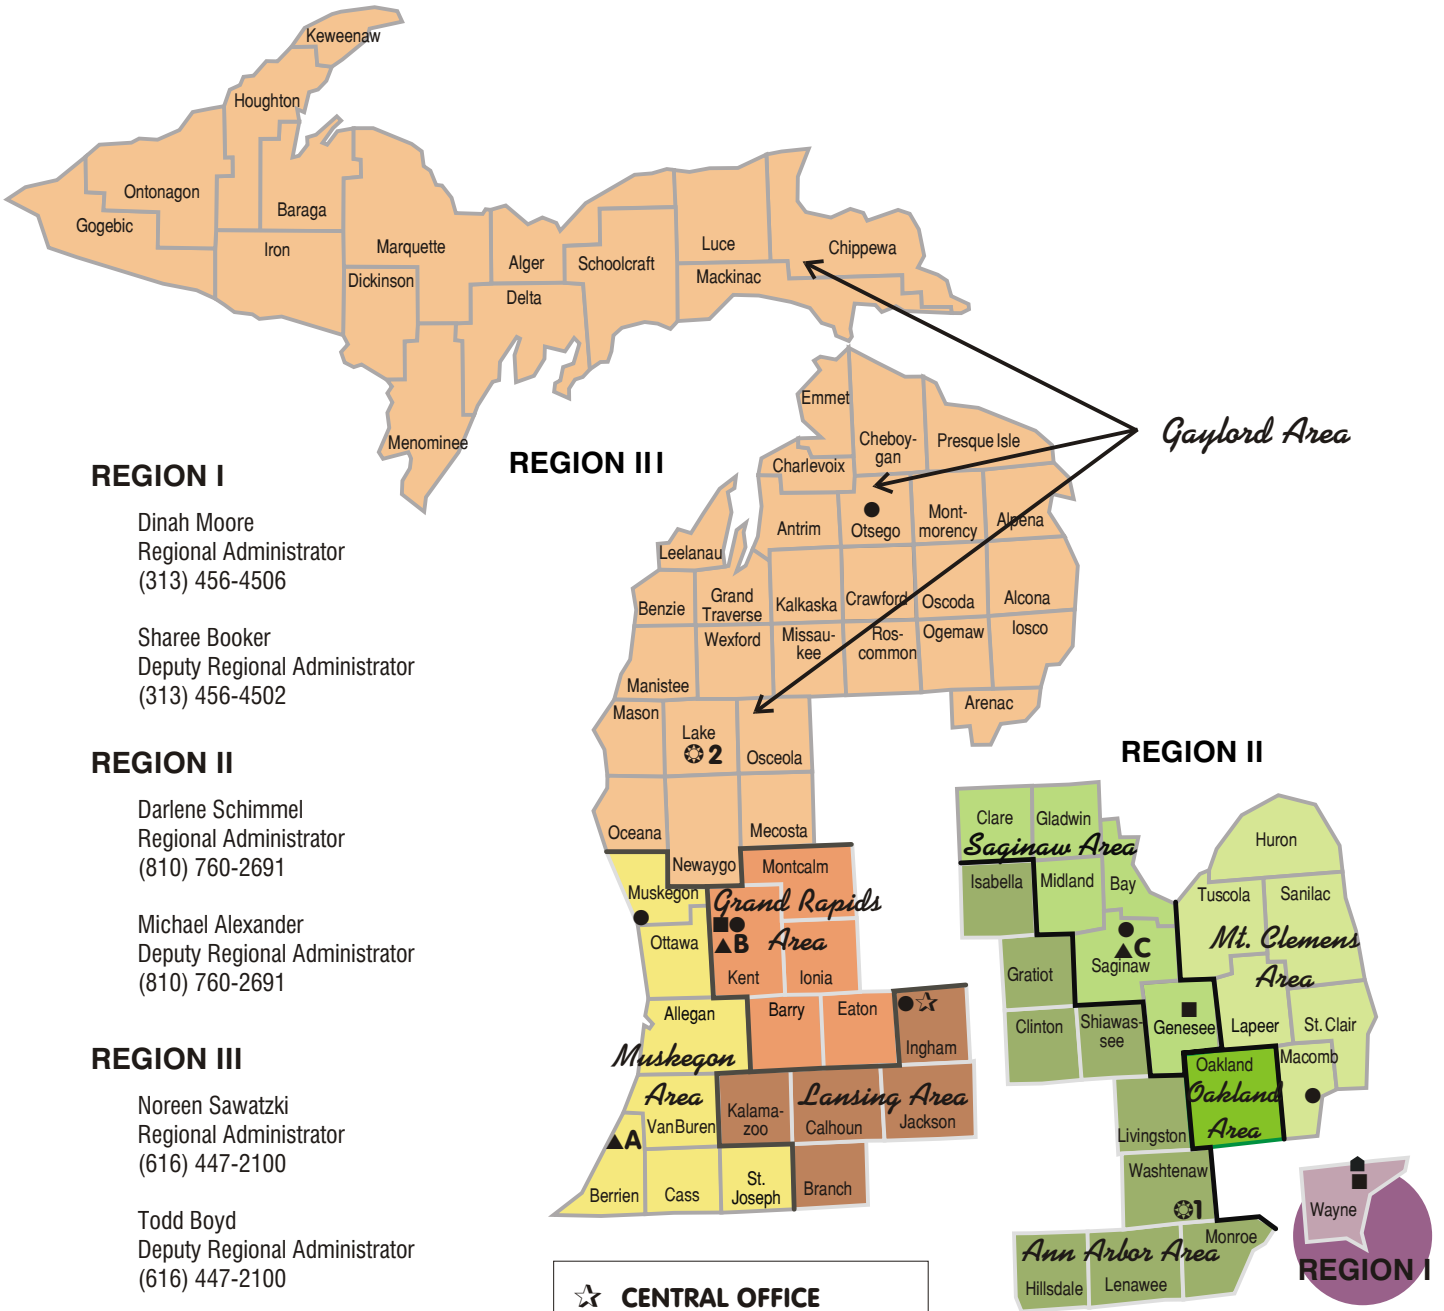 Keweenaw
Houghton
Ontonagon
Baraga
Gogebic
Iron
Marquette
Dickinson
Alger
Delta
Schoolcraft
Luce
Mackinac
Chippewa
Menominee
Emmet
Cheboy-
gan
Presque Isle
Charlevoix
Gaylord Area
REGION III
Antrim
Otsego
Mont-
morency
Alpena
Leelanau
Benzie
Grand
Traverse
Kalkaska
Crawford
Oscoda
Alcona
Manistee
Wexford
Missau-
kee
Ros-
common
Ogemaw
Iosco
Arenac
Mason
Lake
2
Osceola
Oceana
Newaygo
Mecosta
REGION I
Dinah Moore
Regional Administrator
(313) 456-4506
Sharee Booker
Deputy Regional Administrator
(313) 456-4502
REGION II
Darlene Schimmel
Regional Administrator
(810) 760-2691
Michael Alexander
Deputy Regional Administrator
(810) 760-2691
REGION III
Noreen Sawatzki
Regional Administrator
(616) 447-2100
Todd Boyd
Deputy Regional Administrator
(616) 447-2100
Montcalm
Muskegon
Grand Rapids
Area
B
Ottawa
Kent
Ionia
Allegan
Barry
Eaton
Ingham
Muskegon
Area
Van Buren
Kalama-
zoo
Lansing Area
Calhoun
Jackson
A
Berrien
Cass
St.
Joseph
Branch
REGION II
Clare
Gladwin
Saginaw Area
Isabella
Midland
Bay
Huron
Tuscola
Sanilac
Mt. Clemens
Area
C
Saginaw
Gratiot
Clinton
Shiawas-
see
Genesee
Lapeer
St. Clair
Oakland
Macomb
Oakland
Area
Livingston
Washtenaw
1
Ann Arbor Area
Monroe
Hillsdale
Lenawee
Wayne
REGION I
CENTRAL OFFICE